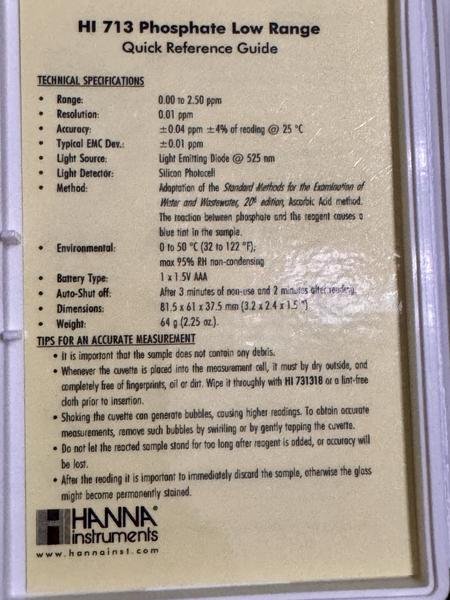 HI 713 Phosphate Low Range
Quick Reference Guide
TECHNICAL SPECIFICATIONS
• Range: 0.00 to 2.50 ppm
• Resolution: 0.01 ppm
• Accuracy: ±0.04 ppm ±4% of reading @ 25 °C
• Typical EMC Dev.: ±0.01 ppm
• Light Source: Light Emitting Diode @ 525 nm
• Light Detector: Silicon Photocell
• Method: Adaptation of the Standard Methods for the Examination of
Water and Wastewater, 20th edition, Ascorbic Acid method.
The reaction between phosphate and the reagent causes a
blue tint in the sample.
• Environmental: 0 to 50 °C (32 to 122 °F);
max 95% RH non-condensing
• Battery Type: 1 x 1.5V AAA
• Auto-Shut off: After 3 minutes of non-use and 2 minutes after reading.
• Dimensions: 81.5 x 61 x 37.5 mm (3.2 x 2.4 x 1.5 ")
• Weight: 64 g (2.25 oz.).
TIPS FOR AN ACCURATE MEASUREMENT
• It is important that the sample does not contain any debris.
• Whenever the cuvette is placed into the measurement cell, it must by dry outside, and
completely free of fingerprints, oil or dirt. Wipe it throughly with HI 731318 or a lint-free
cloth prior to insertion.
• Shaking the cuvette can generate bubbles, causing higher readings. To obtain accurate
measurements, remove such bubbles by swirling or by gently tapping the cuvette.
• Do not let the reacted sample stand for too long after reagent is added, or accuracy will
be lost.
• After the reading it is important to immediately discard the sample, otherwise the glass
might become permanently stained.
HANNA®
instruments
www.hannainst.com